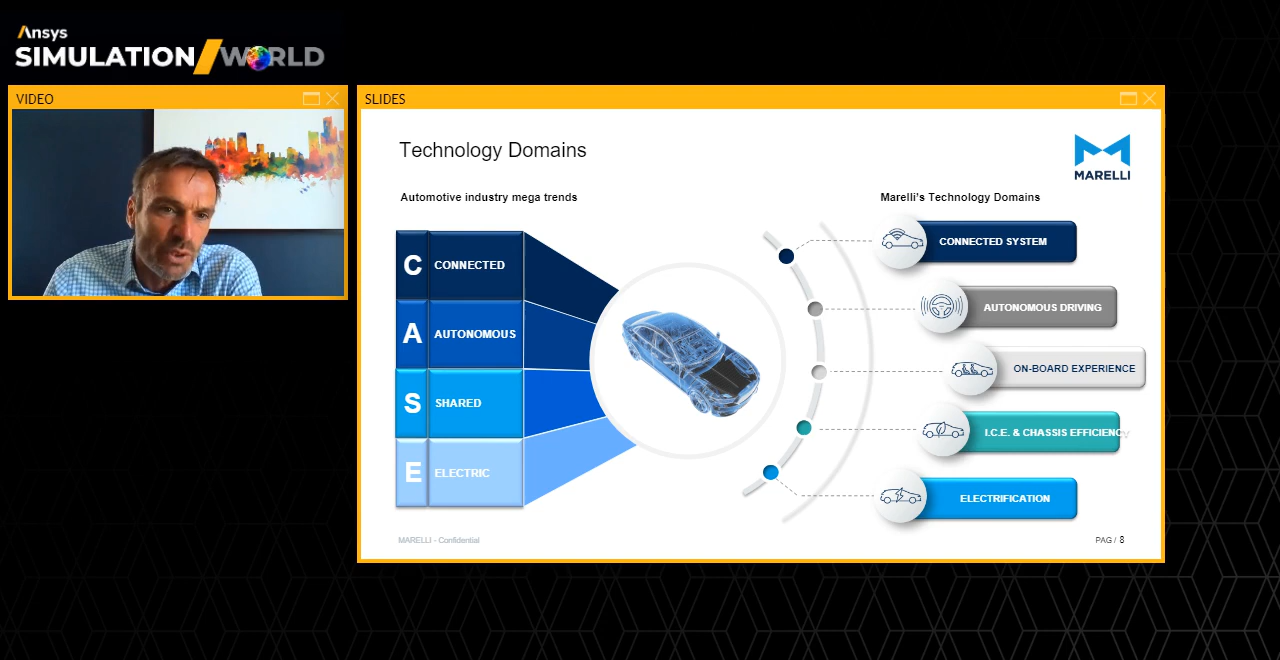 Ansys
SIMULATION/WORLD
VIDEO
SLIDES
Technology Domains
MARELLI
Automotive industry mega trends
Marelli's Technology Domains
C CONNECTED
A AUTONOMOUS
S SHARED
E ELECTRIC
CONNECTED SYSTEM
AUTONOMOUS DRIVING
ON-BOARD EXPERIENCE
I.C.E. & CHASSIS EFFICIENCY
ELECTRIFICATION
MARELLI - Confidential
PAG / 8